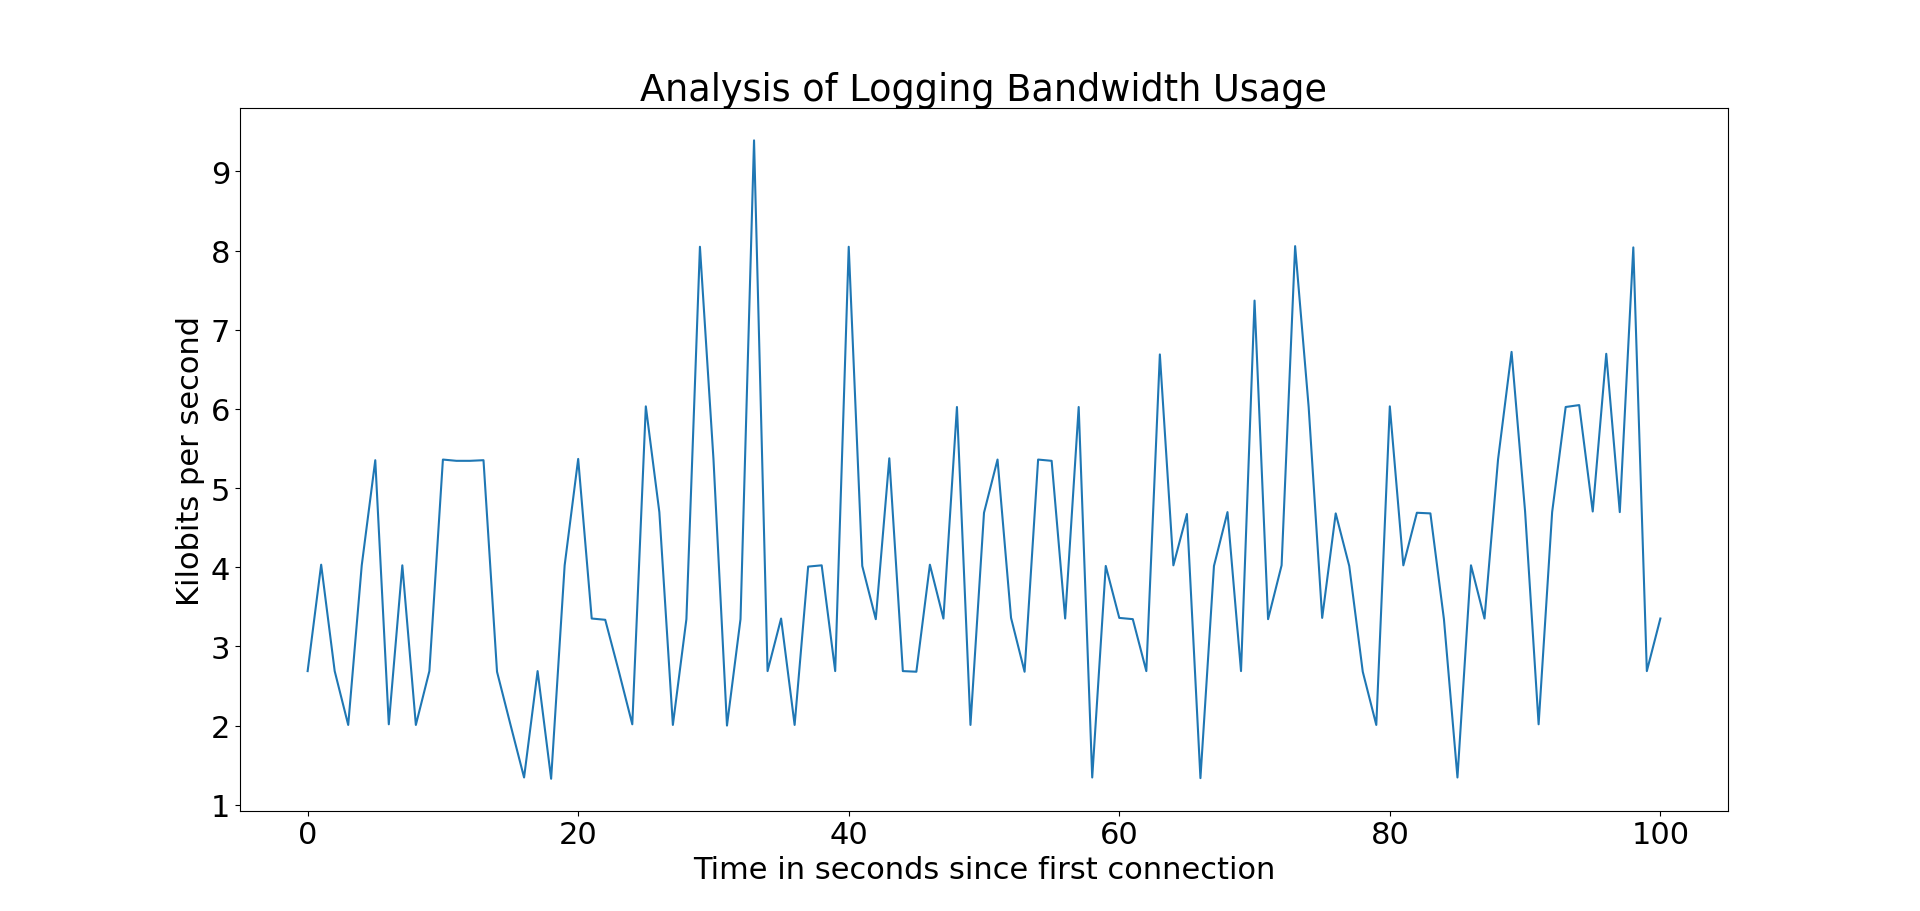 Analysis of Logging Bandwidth Usage
Kilobits per second
9
8
7
6
5
4
3
2
1
0 20 40 60 80 100
Time in seconds since first connection